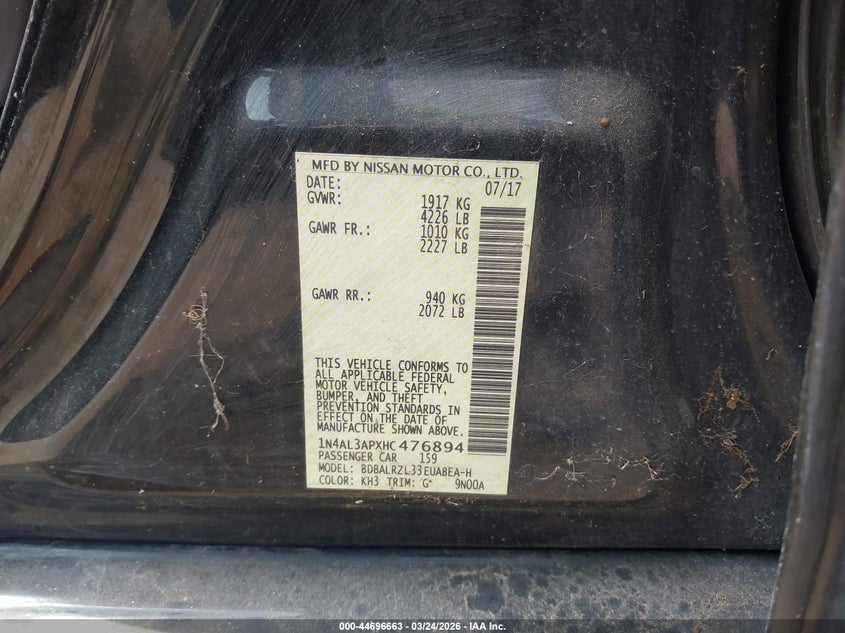 MFD BY NISSAN MOTOR CO., LTD.
DATE: 07/17
GVWR: 1917 KG
4226 LB
GAWR FR.: 1010 KG
2227 LB
GAWR RR.: 940 KG
2072 LB
THIS VEHICLE CONFORMS TO
ALL APPLICABLE FEDERAL
MOTOR VEHICLE SAFETY,
BUMPER, AND THEFT
PREVENTION STANDARDS IN
EFFECT ON THE DATE OF
MANUFACTURE SHOWN ABOVE.
1N4AL3APXHC476894
PASSENGER CAR 159
MODEL: BDBALRZL33EUABEA-H
COLOR: KH3 TRIM: G* 9N00A
000-44696663 - 03/24/2026 - IAA Inc.